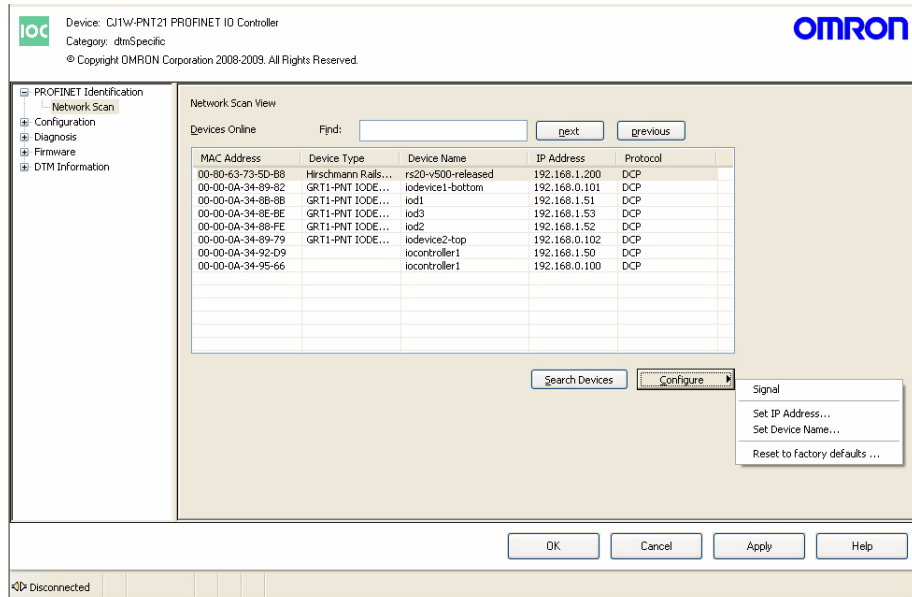 IOC
Device: CJ1W-PNT21 PROFINET IO Controller
Category: dtmSpecific
© Copyright OMRON Corporation 2008-2009. All Rights Reserved.
OMRON
PROFINET Identification
Network Scan
Configuration
Diagnosis
Firmware
DTM Information
Network Scan View
Devices Online Find: next previous
MAC Address Device Type Device Name IP Address Protocol
00-80-63-73-5D-B8 Hirschmann Rails... rs20-v500-released 192.168.1.200 DCP
00-00-0A-34-89-82 GRT1-PNT IODE... iodevice1-bottom 192.168.0.101 DCP
00-00-0A-34-8B-8B GRT1-PNT IODE... iod1 192.168.1.51 DCP
00-00-0A-34-8E-BE GRT1-PNT IODE... iod3 192.168.1.53 DCP
00-00-0A-34-88-FE GRT1-PNT IODE... iod2 192.168.1.52 DCP
00-00-0A-34-89-79 GRT1-PNT IODE... iodevice2-top 192.168.0.102 DCP
00-00-0A-34-92-D9 iocontroller1 192.168.1.50 DCP
00-00-0A-34-95-66 iocontroller1 192.168.0.100 DCP
Search Devices Configure
Signal
Set IP Address...
Set Device Name...
Reset to factory defaults ...
OK Cancel Apply Help
Disconnected